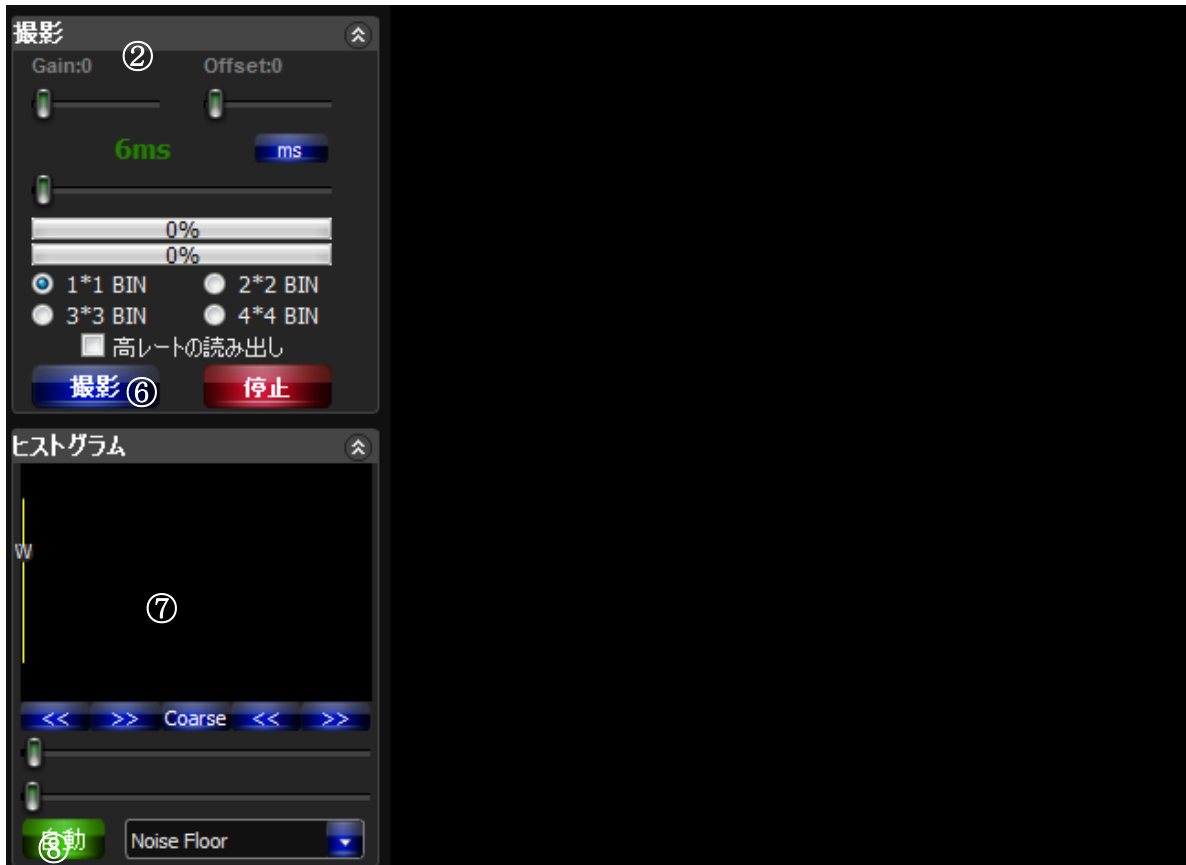 撮影
②
Gain:0 Offset:0
6ms ms
0%
0%
1*1 BIN 2*2 BIN
3*3 BIN 4*4 BIN
高レートの読み出し
撮影 ⑥ 停止
ヒストグラム
W
⑦
<< >> Coarse << >>
自動 Noise Floor
⑧